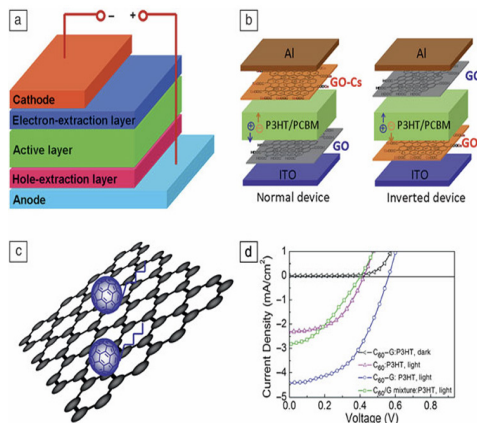 a
− +
Cathode
Electron-extraction layer
Active layer
Hole-extraction layer
Anode
b
Al
GO-Cs
P3HT/PCBM
GO
ITO
Normal device
Al
GO
P3HT/PCBM
GO
ITO
Inverted device
c
d
Current Density (mA/cm²)
1
0
-1
-2
-3
-4
-5
0.0 0.2 0.4 0.6 0.8
Voltage (V)
C₆₀-G:P3HT, dark
C₆₀:P3HT, light
C₆₀-G: P3HT, light
C₆₀/G mixture:P3HT, light